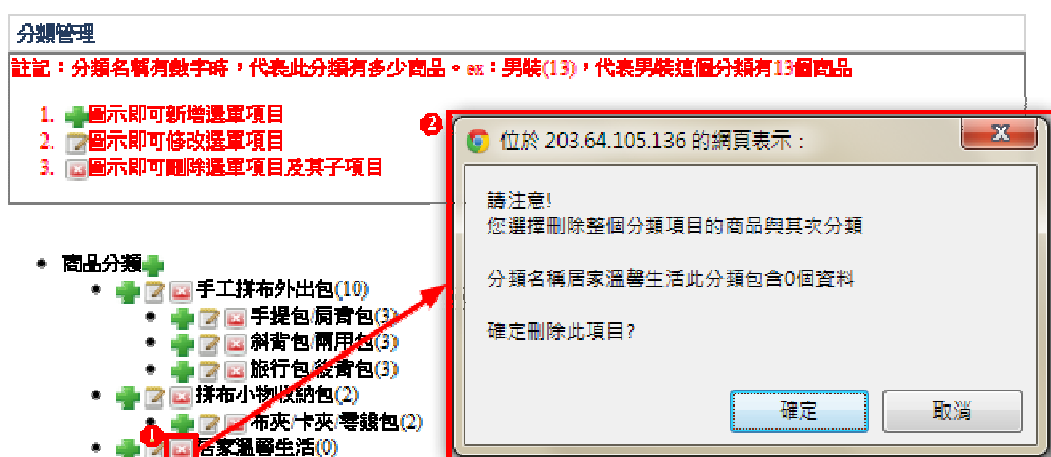 分類管理
註記：分類名稱有數字時，代表此分類有多少商品。ex：男裝(13)，代表男裝這個分類有13個商品
1. 圖示即可新增選單項目
2. 圖示即可修改選單項目
3. 圖示即可刪除選單項目及其子項目
2
位於 203.64.105.136 的網頁表示：
請注意!
您選擇刪除整個分類項目的商品與其次分類
分類名稱居家溫馨生活此分類包含0個資料
確定刪除此項目?
確定
取消
商品分類
手工拼布外出包(10)
手提包/肩背包(3)
斜背包/兩用包(3)
旅行包/後背包(3)
拼布小物收納包(2)
布夾/卡夾/零錢包(2)
1
居家溫馨生活(0)